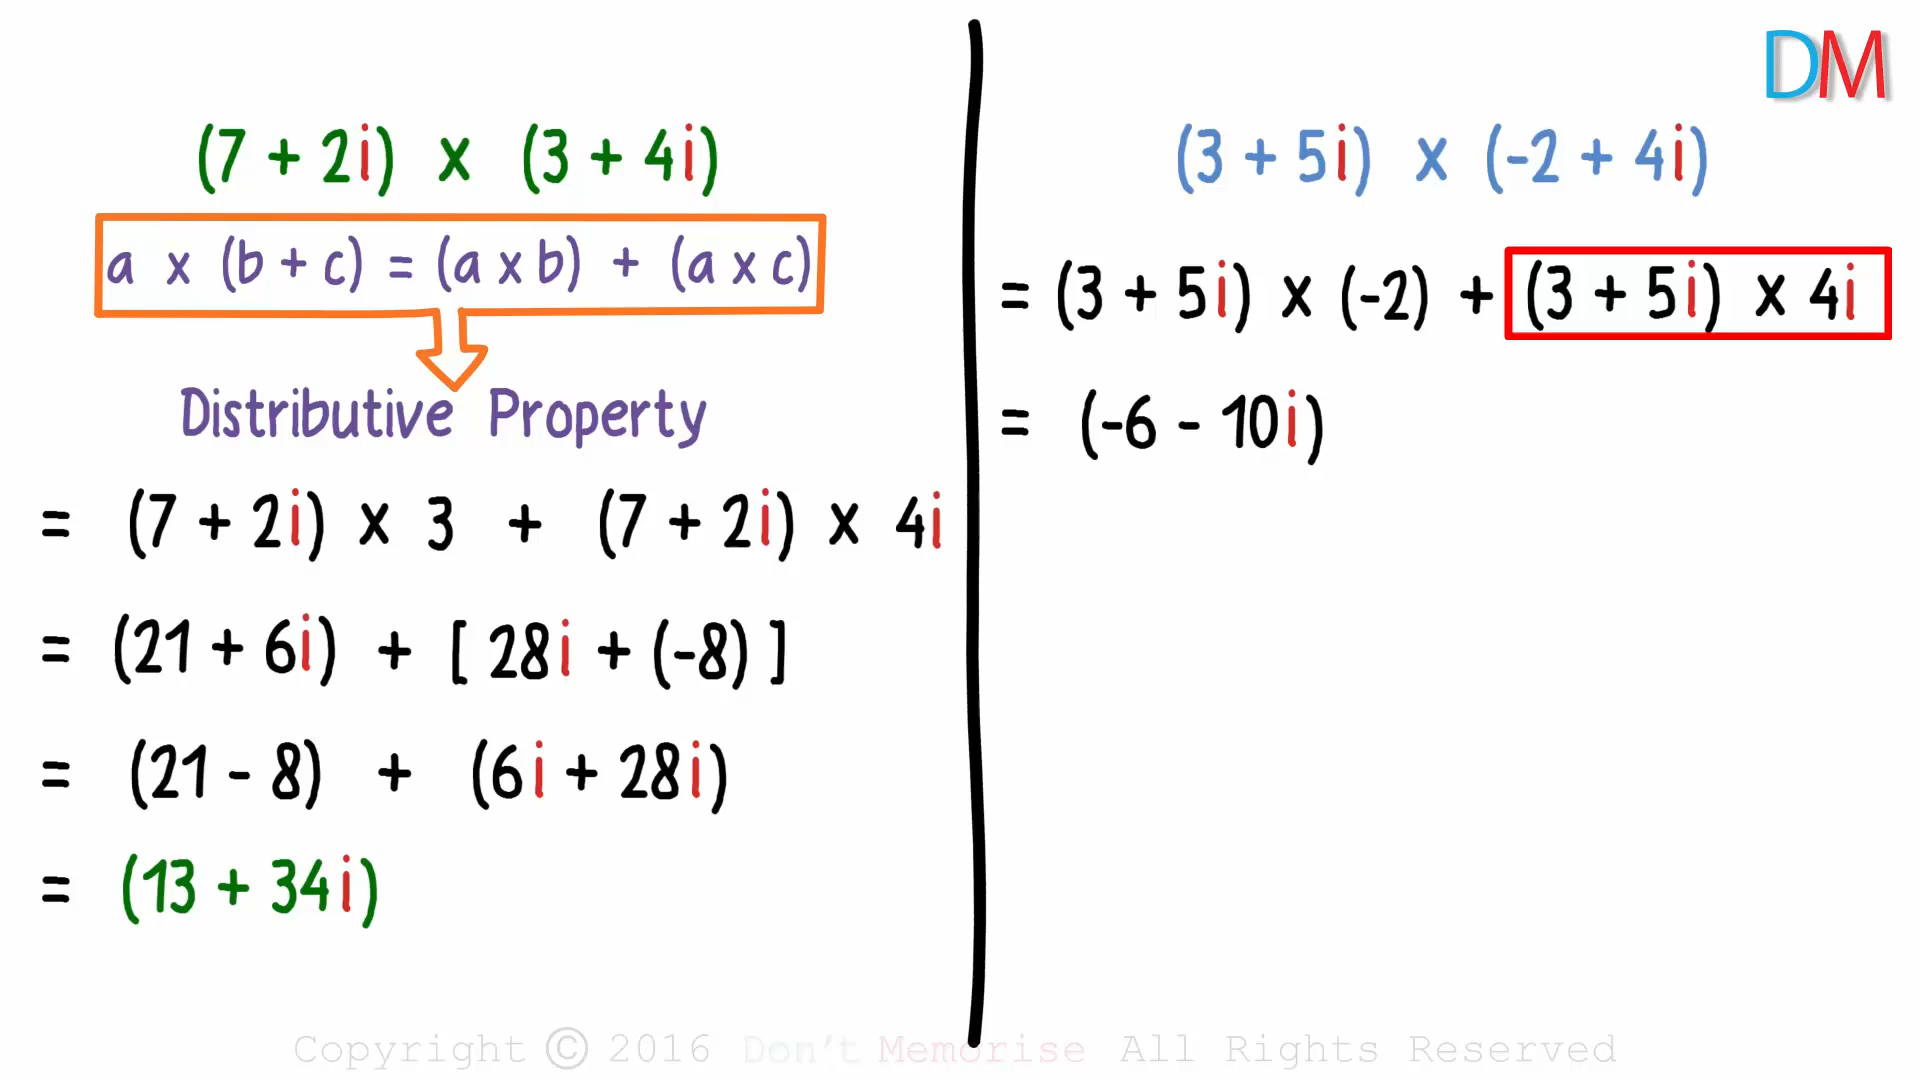 (7 + 2i) x (3 + 4i)
a x (b + c) = (a x b) + (a x c)
Distributive Property
= (7 + 2i) x 3 + (7 + 2i) x 4i
= (21 + 6i) + [ 28i + (-8) ]
= (21 - 8) + (6i + 28i)
= (13 + 34i)
DM
(3 + 5i) x (-2 + 4i)
= (3 + 5i) x (-2) + (3 + 5i) x 4i
= (-6 - 10i)
Copyright © 2016 Don't Memorise All Rights Reserved